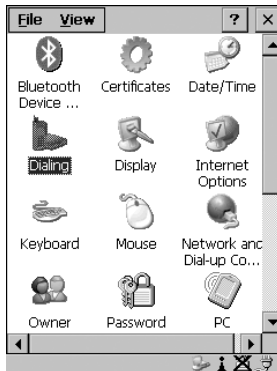 File View ? ×
Bluetooth Certificates Date/Time
Device ...
Dialing Display Internet
Options
Keyboard Mouse Network and
Dial-up Co...
Owner Password PC